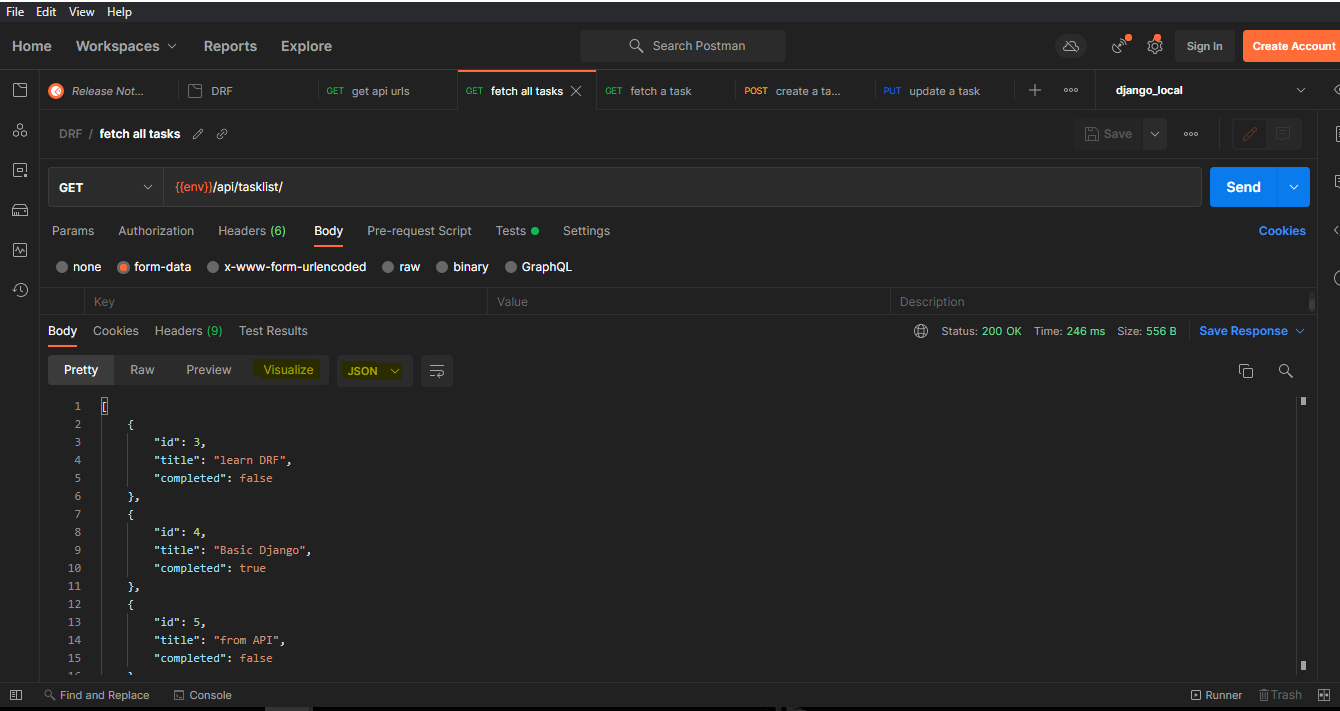 File Edit View Help
Home Workspaces Reports Explore Search Postman Sign In Create Account
Release Not... DRF GET get api urls GET fetch all tasks GET fetch a task POST create a ta... PUT update a task django_local
DRF / fetch all tasks Save
GET {{env}}/api/tasklist/ Send
Params Authorization Headers (6) Body Pre-request Script Tests Settings Cookies
none form-data x-www-form-urlencoded raw binary GraphQL
Key Value Description
Body Cookies Headers (9) Test Results Status: 200 OK Time: 246 ms Size: 556 B Save Response
Pretty Raw Preview Visualize JSON
1 [
2 {
3 "id": 3,
4 "title": "learn DRF",
5 "completed": false
6 },
7 {
8 "id": 4,
9 "title": "Basic Django",
10 "completed": true
11 },
12 {
13 "id": 5,
14 "title": "from API",
15 "completed": false
Find and Replace Console Runner Trash